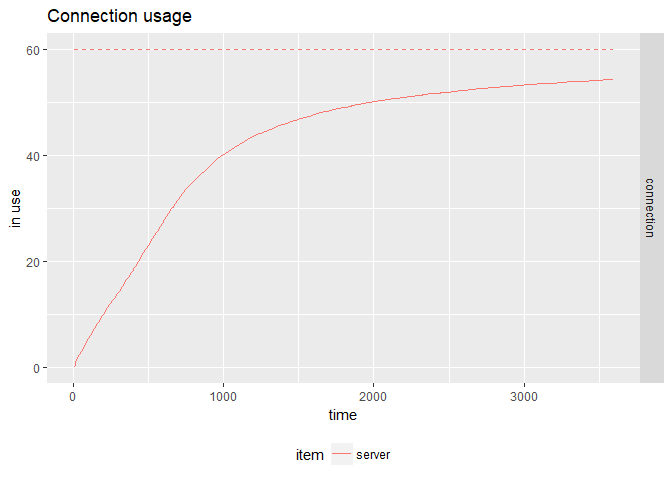 Connection usage
60
40
20
0
in use
connection
0 1000 2000 3000
time
item server